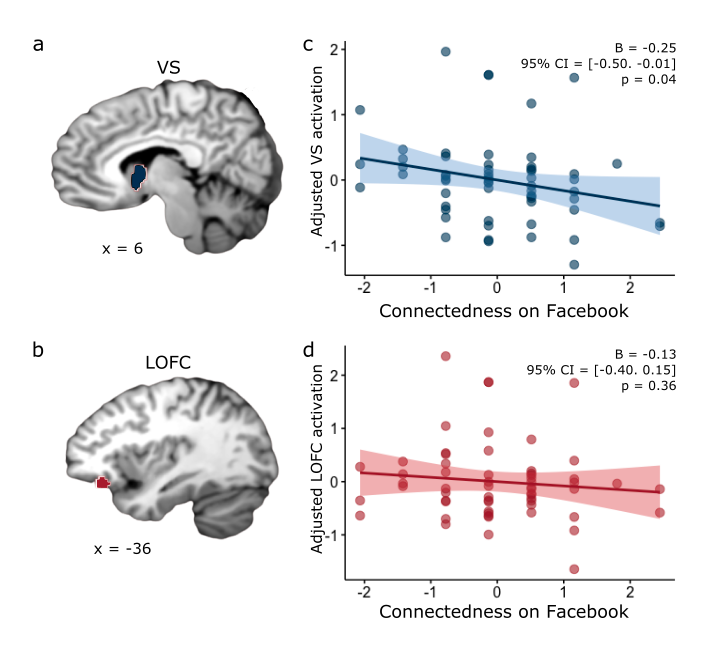 a
VS
x = 6
c
B = -0.25
95% CI = [-0.50. -0.01]
p = 0.04
Adjusted VS activation
2
1
0
-1
-2 -1 0 1 2
Connectedness on Facebook
b
LOFC
x = -36
d
B = -0.13
95% CI = [-0.40. 0.15]
p = 0.36
Adjusted LOFC activation
2
1
0
-1
-2 -1 0 1 2
Connectedness on Facebook